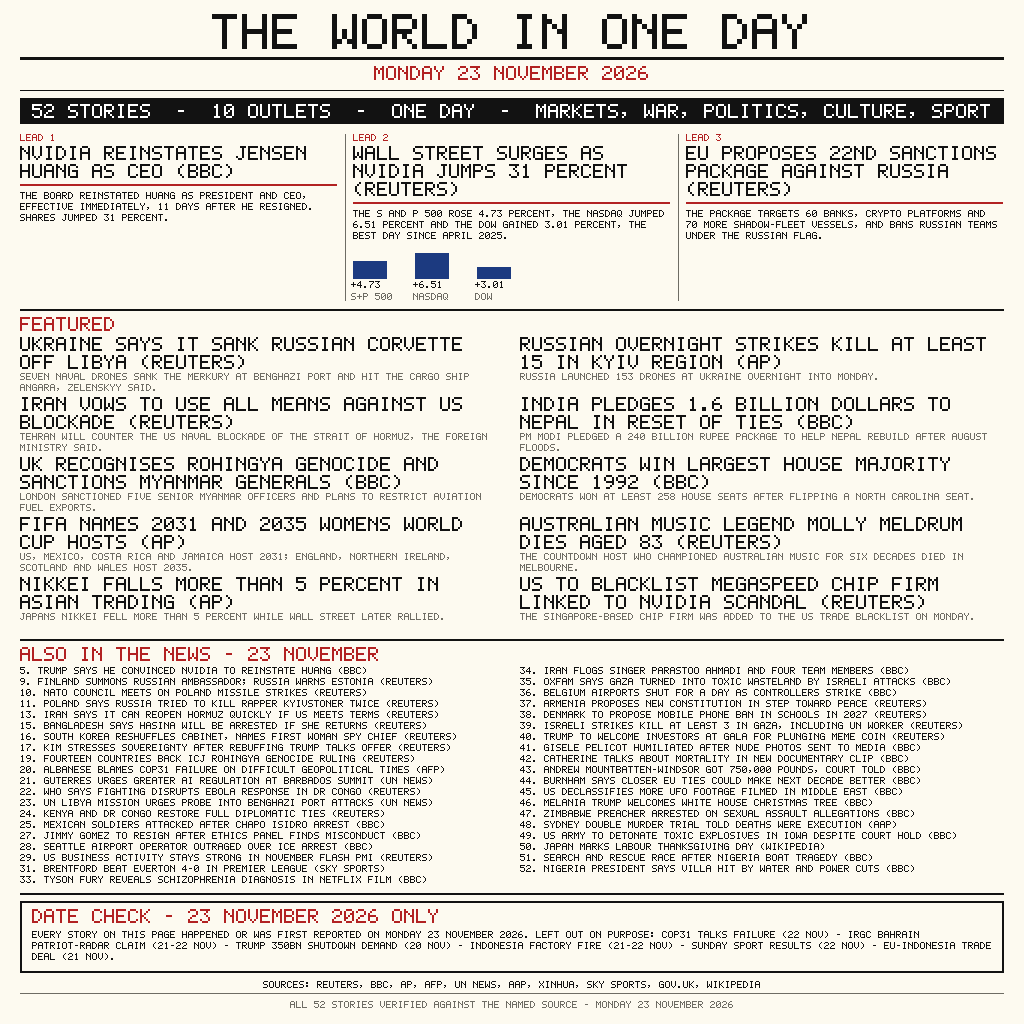 THE WORLD IN ONE DAY
MONDAY 23 NOVEMBER 2026
52 STORIES - 10 OUTLETS - ONE DAY - MARKETS, WAR, POLITICS, CULTURE, SPORT
LEAD 1
NVIDIA REINSTATES JENSEN
HUANG AS CEO (BBC)
THE BOARD REINSTATED HUANG AS PRESIDENT AND CEO,
EFFECTIVE IMMEDIATELY, 11 DAYS AFTER HE RESIGNED.
SHARES JUMPED 31 PERCENT.
LEAD 2
WALL STREET SURGES AS
NVIDIA JUMPS 31 PERCENT
(REUTERS)
THE S AND P 500 ROSE 4.73 PERCENT, THE NASDAQ JUMPED
6.51 PERCENT AND THE DOW GAINED 3.01 PERCENT, THE
BEST DAY SINCE APRIL 2025.
+4.73 +6.51 +3.01
S+P 500 NASDAQ DOW
LEAD 3
EU PROPOSES 22ND SANCTIONS
PACKAGE AGAINST RUSSIA
(REUTERS)
THE PACKAGE TARGETS 60 BANKS, CRYPTO PLATFORMS AND
70 MORE SHADOW-FLEET VESSELS, AND BANS RUSSIAN TEAMS
UNDER THE RUSSIAN FLAG.
FEATURED
UKRAINE SAYS IT SANK RUSSIAN CORVETTE
OFF LIBYA (REUTERS)
SEVEN NAVAL DRONES SANK THE MERKURY AT BENGHAZI PORT AND HIT THE CARGO SHIP
ANGARA, ZELENSKYY SAID.
IRAN VOWS TO USE ALL MEANS AGAINST US
BLOCKADE (REUTERS)
TEHRAN WILL COUNTER THE US NAVAL BLOCKADE OF THE STRAIT OF HORMUZ, THE FOREIGN
MINISTRY SAID.
UK RECOGNISES ROHINGYA GENOCIDE AND
SANCTIONS MYANMAR GENERALS (BBC)
LONDON SANCTIONED FIVE SENIOR MYANMAR OFFICERS AND PLANS TO RESTRICT AVIATION
FUEL EXPORTS.
FIFA NAMES 2031 AND 2035 WOMENS WORLD
CUP HOSTS (AP)
US, MEXICO, COSTA RICA AND JAMAICA HOST 2031; ENGLAND, NORTHERN IRELAND,
SCOTLAND AND WALES HOST 2035.
NIKKEI FALLS MORE THAN 5 PERCENT IN
ASIAN TRADING (AP)
JAPANS NIKKEI FELL MORE THAN 5 PERCENT WHILE WALL STREET LATER RALLIED.
RUSSIAN OVERNIGHT STRIKES KILL AT LEAST
15 IN KYIV REGION (AP)
RUSSIA LAUNCHED 153 DRONES AT UKRAINE OVERNIGHT INTO MONDAY.
INDIA PLEDGES 1.6 BILLION DOLLARS TO
NEPAL IN RESET OF TIES (BBC)
PM MODI PLEDGED A 240 BILLION RUPEE PACKAGE TO HELP NEPAL REBUILD AFTER AUGUST
FLOODS.
DEMOCRATS WIN LARGEST HOUSE MAJORITY
SINCE 1992 (BBC)
DEMOCRATS WON AT LEAST 258 HOUSE SEATS AFTER FLIPPING A NORTH CAROLINA SEAT.
AUSTRALIAN MUSIC LEGEND MOLLY MELDRUM
DIES AGED 83 (REUTERS)
THE COUNTDOWN HOST WHO CHAMPIONED AUSTRALIAN MUSIC FOR SIX DECADES DIED IN
MELBOURNE.
US TO BLACKLIST MEGASPEED CHIP FIRM
LINKED TO NVIDIA SCANDAL (REUTERS)
THE SINGAPORE-BASED CHIP FIRM WAS ADDED TO THE US TRADE BLACKLIST ON MONDAY.
ALSO IN THE NEWS - 23 NOVEMBER
5. TRUMP SAYS HE CONVINCED NVIDIA TO REINSTATE HUANG (BBC)
9. FINLAND SUMMONS RUSSIAN AMBASSADOR; RUSSIA WARNS ESTONIA (REUTERS)
10. NATO COUNCIL MEETS ON POLAND MISSILE STRIKES (REUTERS)
11. POLAND SAYS RUSSIA TRIED TO KILL RAPPER KYIVSTONER TWICE (REUTERS)
13. IRAN SAYS IT CAN REOPEN HORMUZ QUICKLY IF US MEETS TERMS (REUTERS)
15. BANGLADESH SAYS HASINA WILL BE ARRESTED IF SHE RETURNS (REUTERS)
16. SOUTH KOREA RESHUFFLES CABINET, NAMES FIRST WOMAN SPY CHIEF (REUTERS)
17. KIM STRESSES SOVEREIGNTY AFTER REBUFFING TRUMP TALKS OFFER (REUTERS)
19. FOURTEEN COUNTRIES BACK ICJ ROHINGYA GENOCIDE RULING (REUTERS)
20. ALBANESE BLAMES COP31 FAILURE ON DIFFICULT GEOPOLITICAL TIMES (AFP)
21. GUTERRES URGES GREATER AI REGULATION AT BARBADOS SUMMIT (UN NEWS)
22. WHO SAYS FIGHTING DISRUPTS EBOLA RESPONSE IN DR CONGO (REUTERS)
23. UN LIBYA MISSION URGES PROBE INTO BENGHAZI PORT ATTACKS (UN NEWS)
24. KENYA AND DR CONGO RESTORE FULL DIPLOMATIC TIES (REUTERS)
25. MEXICAN SOLDIERS ATTACKED AFTER CHAPO ISIDRO ARREST (BBC)
27. JIMMY GOMEZ TO RESIGN AFTER ETHICS PANEL FINDS MISCONDUCT (BBC)
28. SEATTLE AIRPORT OPERATOR OUTRAGED OVER ICE ARREST (BBC)
29. US BUSINESS ACTIVITY STAYS STRONG IN NOVEMBER FLASH PMI (REUTERS)
31. BRENTFORD BEAT EVERTON 4-0 IN PREMIER LEAGUE (SKY SPORTS)
33. TYSON FURY REVEALS SCHIZOPHRENIA DIAGNOSIS IN NETFLIX FILM (BBC)
34. IRAN FLOGS SINGER PARASTOO AHMADI AND FOUR TEAM MEMBERS (BBC)
35. OXFAM SAYS GAZA TURNED INTO TOXIC WASTELAND BY ISRAELI ATTACKS (BBC)
36. BELGIUM AIRPORTS SHUT FOR A DAY AS CONTROLLERS STRIKE (BBC)
37. ARMENIA PROPOSES NEW CONSTITUTION IN STEP TOWARD PEACE (REUTERS)
38. DENMARK TO PROPOSE MOBILE PHONE BAN IN SCHOOLS IN 2027 (REUTERS)
39. ISRAELI STRIKES KILL AT LEAST 3 IN GAZA, INCLUDING UN WORKER (REUTERS)
40. TRUMP TO WELCOME INVESTORS AT GALA FOR PLUNGING MEME COIN (REUTERS)
41. GISELE PELICOT HUMILIATED AFTER NUDE PHOTOS SENT TO MEDIA (BBC)
42. CATHERINE TALKS ABOUT MORTALITY IN NEW DOCUMENTARY CLIP (BBC)
43. ANDREW MOUNTBATTEN-WINDSOR GOT 750,000 POUNDS, COURT TOLD (BBC)
44. BURNHAM SAYS CLOSER EU TIES COULD MAKE NEXT DECADE BETTER (BBC)
45. US DECLASSIFIES MORE UFO FOOTAGE FILMED IN MIDDLE EAST (BBC)
46. MELANIA TRUMP WELCOMES WHITE HOUSE CHRISTMAS TREE (BBC)
47. ZIMBABWE PREACHER ARRESTED ON SEXUAL ASSAULT ALLEGATIONS (BBC)
48. SYDNEY DOUBLE MURDER TRIAL TOLD DEATHS WERE EXECUTION (AAP)
49. US ARMY TO DETONATE TOXIC EXPLOSIVES IN IOWA DESPITE COURT HOLD (BBC)
50. JAPAN MARKS LABOUR THANKSGIVING DAY (WIKIPEDIA)
51. SEARCH AND RESCUE RACE AFTER NIGERIA BOAT TRAGEDY (BBC)
52. NIGERIA PRESIDENT SAYS VILLA HIT BY WATER AND POWER CUTS (BBC)
DATE CHECK - 23 NOVEMBER 2026 ONLY
EVERY STORY ON THIS PAGE HAPPENED OR WAS FIRST REPORTED ON MONDAY 23 NOVEMBER 2026. LEFT OUT ON PURPOSE: COP31 TALKS FAILURE (22 NOV) - IRGC BAHRAIN
PATRIOT-RADAR CLAIM (21-22 NOV) - TRUMP 350BN SHUTDOWN DEMAND (20 NOV) - INDONESIA FACTORY FIRE (21-22 NOV) - SUNDAY SPORT RESULTS (22 NOV) - EU-INDONESIA TRADE
DEAL (21 NOV).
SOURCES: REUTERS, BBC, AP, AFP, UN NEWS, AAP, XINHUA, SKY SPORTS, GOV.UK, WIKIPEDIA
ALL 52 STORIES VERIFIED AGAINST THE NAMED SOURCE - MONDAY 23 NOVEMBER 2026